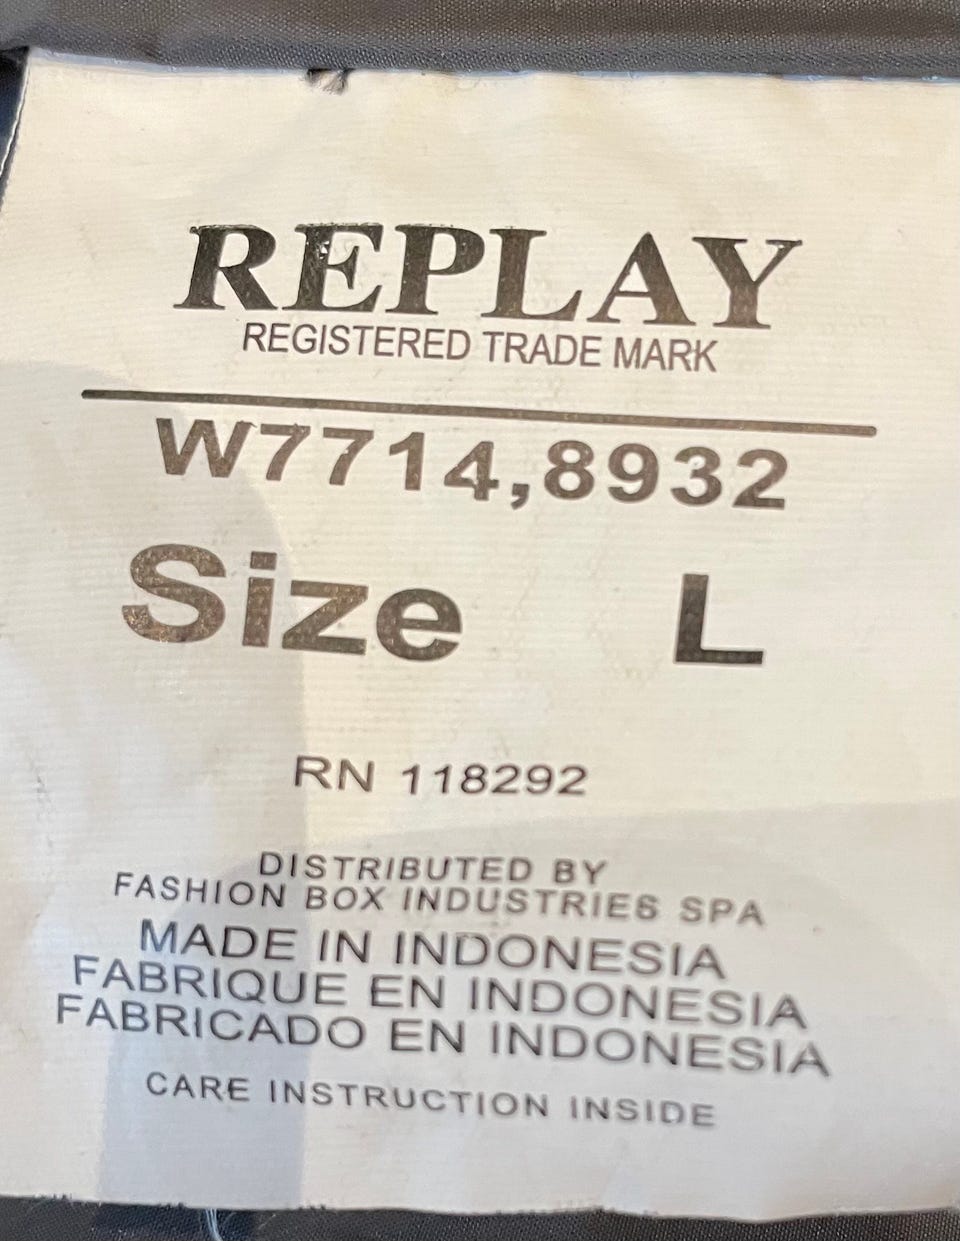 REPLAY
REGISTERED TRADE MARK
W7714,8932
Size L
RN 118292
DISTRIBUTED BY
FASHION BOX INDUSTRIES SPA
MADE IN INDONESIA
FABRIQUE EN INDONESIA
FABRICADO EN INDONESIA
CARE INSTRUCTION INSIDE